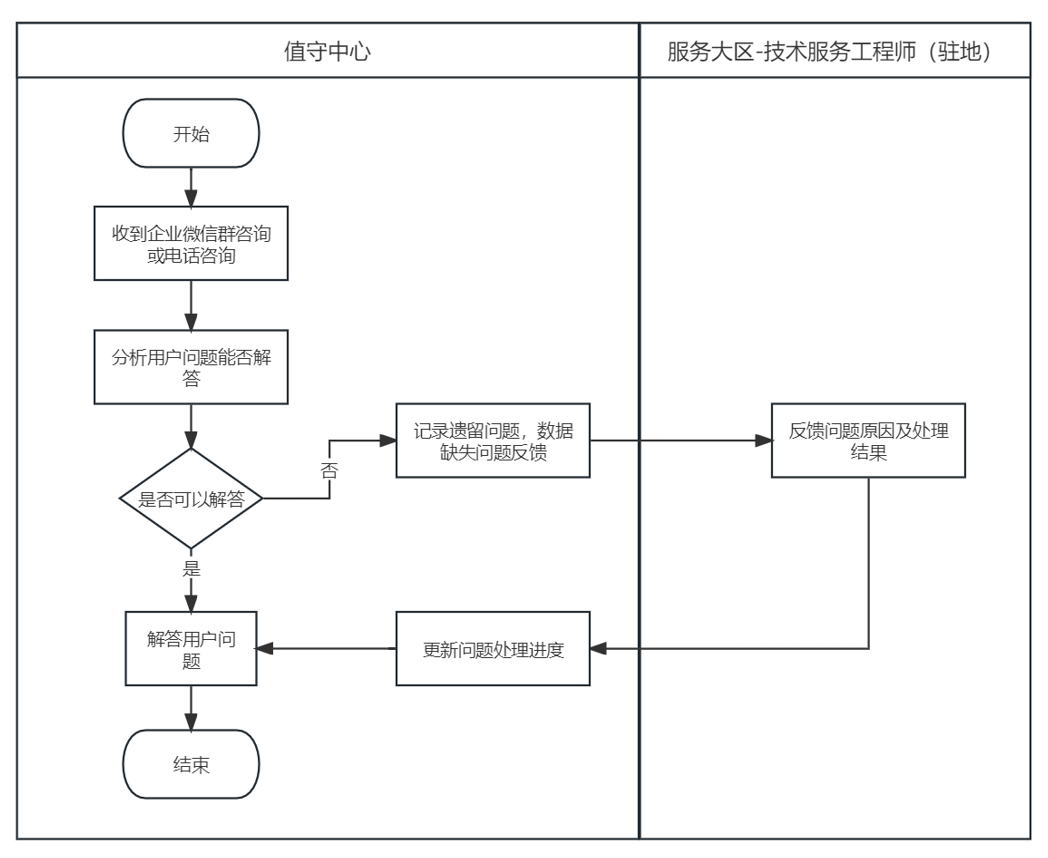 值守中心
服务大区-技术服务工程师（驻地）
开始
收到企业微信群咨询
或电话咨询
分析用户问题能否解
答
记录遗留问题，数据
缺失问题反馈
反馈问题原因及处理
结果
否
是否可以解答
是
解答用户问
题
更新问题处理进度
结束